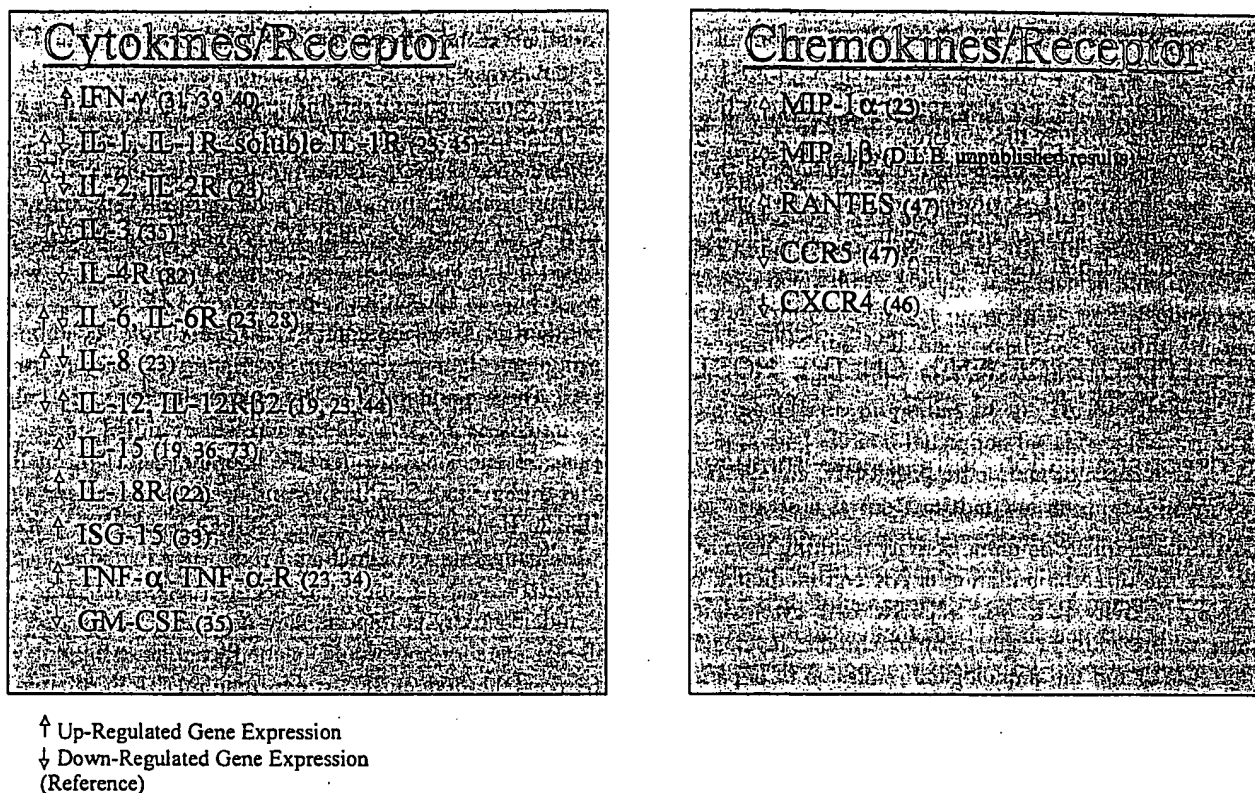 Cytokines/Receptor
↑ IFN-γ (31, 39, 40)
↑↓ IL-1, IL-1R, soluble IL-1R (23, 45)
↑↓ IL-2, IL-2R (23)
↓ IL-3 (35)
↓ IL-4R (32)
↑↓ IL-6, IL-6R (23, 28)
↑↓ IL-8 (23)
↓↑ IL-12, IL-12Rβ2 (19, 23, 44)
↑ IL-15 (19, 36, 73)
↑ IL-18R (22)
↑ ISG-15 (33)
↑ TNF-α, TNF-α-R (23, 34)
↓ GM-CSF (35)
Chemokines/Receptor
↑ MIP-1α (23)
↑ MIP-1β (D.L.B. unpublished results)
↑ RANTES (47)
↓ CCR5 (47)
↓ CXCR4 (46)
↑ Up-Regulated Gene Expression
↓ Down-Regulated Gene Expression
(Reference)